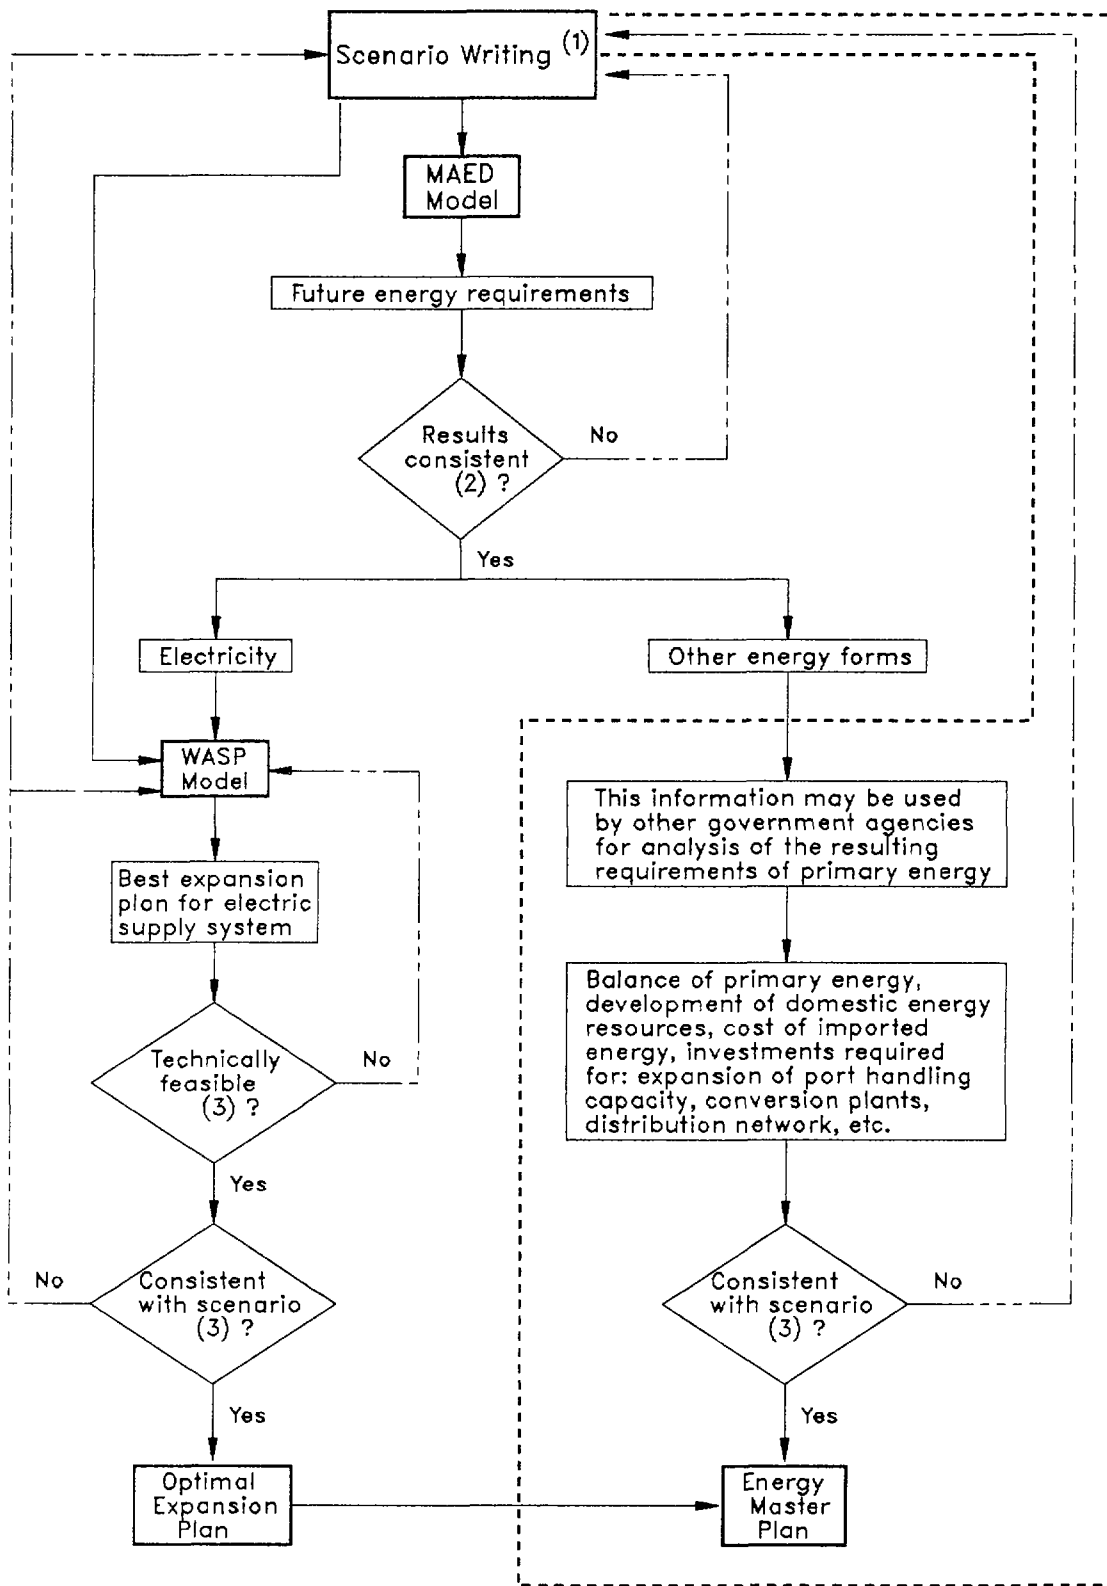 Scenario Writing (1)
MAED
Model
Future energy requirements
Results
consistent
(2) ?
No
Yes
Electricity
Other energy forms
WASP
Model
This information may be used
by other government agencies
for analysis of the resulting
requirements of primary energy
Best expansion
plan for electric
supply system
Balance of primary energy,
development of domestic energy
resources, cost of imported
energy, investments required
for: expansion of port handling
capacity, conversion plants,
distribution network, etc.
Technically
feasible
(3) ?
No
Yes
Consistent
with scenario
(3) ?
No
Yes
Consistent
with scenario
(3) ?
No
Yes
Optimal
Expansion
Plan
Energy
Master
Plan